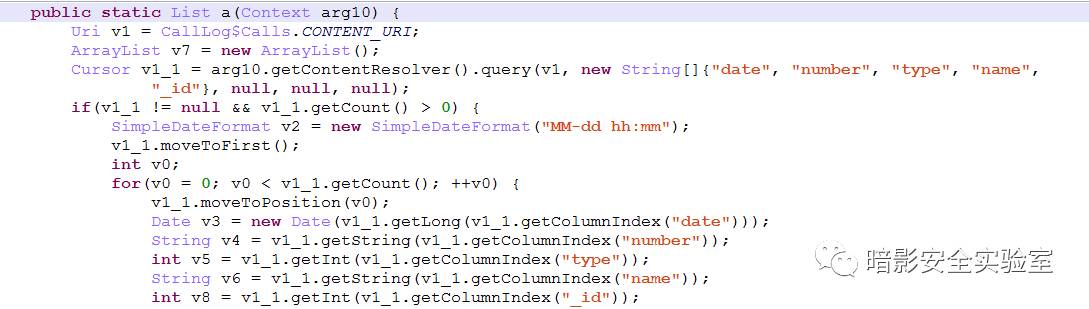 public static List a(Context arg10) {
Uri v1 = CallLog$Calls.CONTENT_URI;
ArrayList v7 = new ArrayList();
Cursor v1_1 = arg10.getContentResolver().query(v1, new String[]{"date", "number", "type", "name",
"_id"}, null, null, null);
if(v1_1 != null && v1_1.getCount() > 0) {
SimpleDateFormat v2 = new SimpleDateFormat("MM-dd hh:mm");
v1_1.moveToFirst();
int v0;
for(v0 = 0; v0 < v1_1.getCount(); ++v0) {
v1_1.moveToPosition(v0);
Date v3 = new Date(v1_1.getLong(v1_1.getColumnIndex("date")));
String v4 = v1_1.getString(v1_1.getColumnIndex("number"));
int v5 = v1_1.getInt(v1_1.getColumnIndex("type"));
String v6 = v1_1.getString(v1_1.getColumnIndex("name"));
int v8 = v1_1.getInt(v1_1.getColumnIndex("_id"));
暗影安全实验室